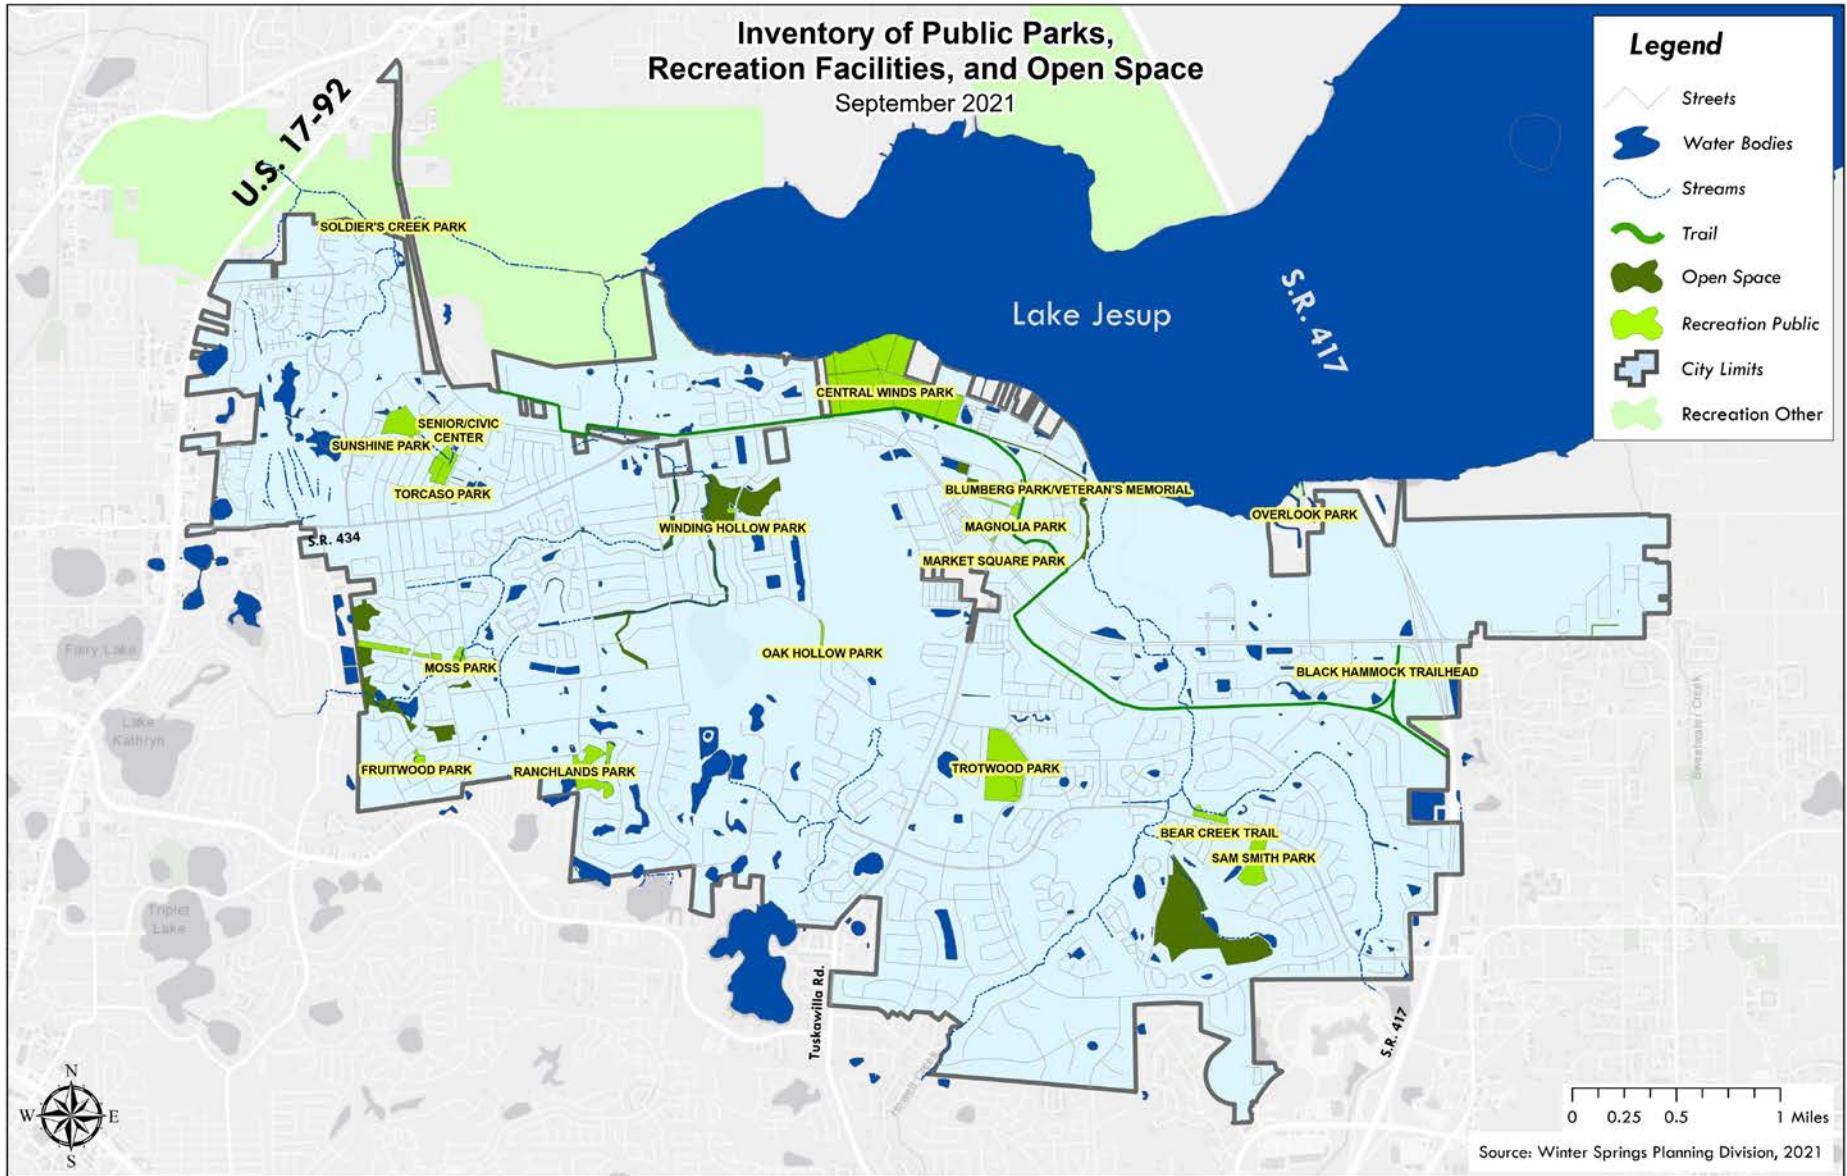 Inventory of Public Parks,
Recreation Facilities, and Open Space
September 2021
Legend
Streets
Water Bodies
Streams
Trail
Open Space
Recreation Public
City Limits
Recreation Other
U.S. 17-92
SOLDIER'S CREEK PARK
Lake Jesup
S.R. 417
CENTRAL WINDS PARK
SENIOR/CIVIC
CENTER
SUNSHINE PARK
TORCASO PARK
BLUMBERG PARK/VETERAN'S MEMORIAL
WINDING HOLLOW PARK
MAGNOLIA PARK
OVERLOOK PARK
S.R. 434
MARKET SQUARE PARK
Fairy Lake
OAK HOLLOW PARK
MOSS PARK
BLACK HAMMOCK TRAILHEAD
Sweetwater Creek
Lake
Kathryn
FRUITWOOD PARK
RANCHLANDS PARK
TROTWOOD PARK
BEAR CREEK TRAIL
SAM SMITH PARK
Triplet
Lake
Tuskawilla Rd.
S.R. 417
Howell Creek
N
W
E
S
0 0.25 0.5 1 Miles
Source: Winter Springs Planning Division, 2021